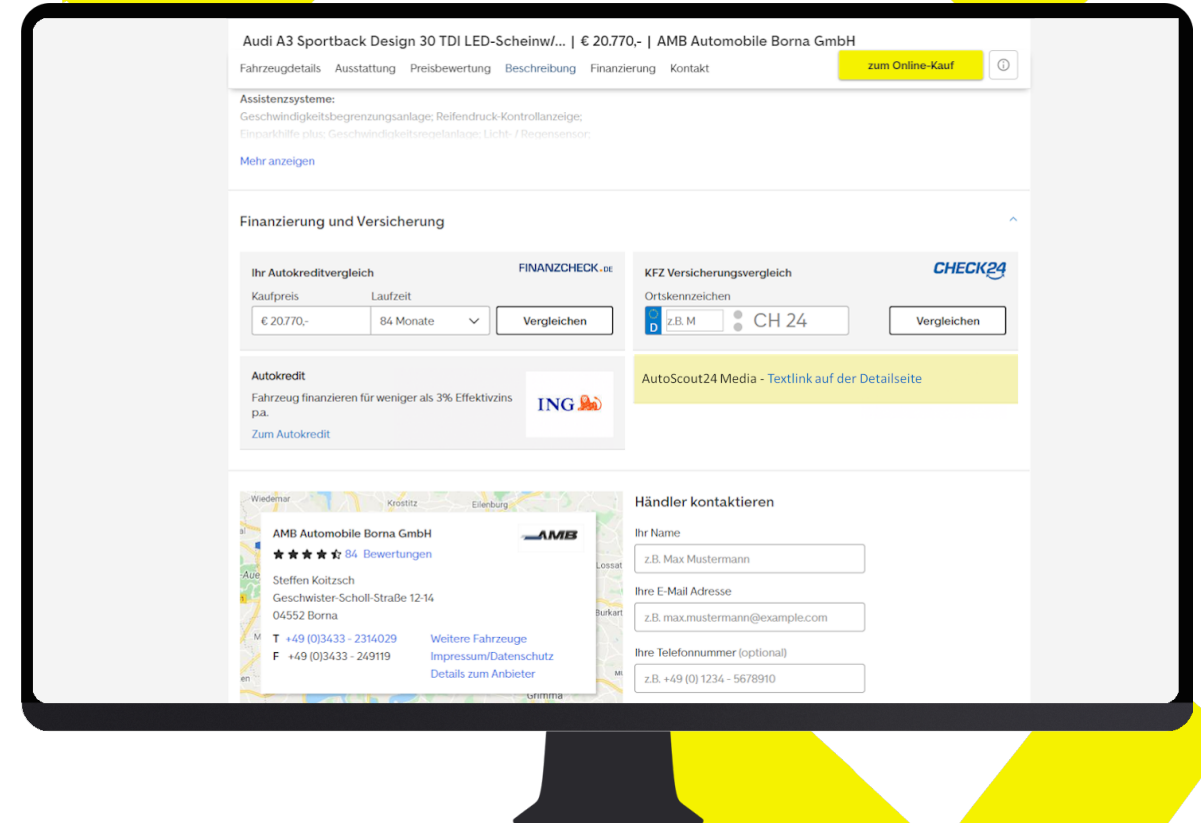 Audi A3 Sportback Design 30 TDI LED-Scheinw/... | € 20.770,- | AMB Automobile Borna GmbH
Fahrzeugdetails Ausstattung Preisbewertung Beschreibung Finanzierung Kontakt
zum Online-Kauf
Assistenzsysteme:
Geschwindigkeitsbegrenzungsanlage; Reifendruck-Kontrollanzeige;
Einparkhilfe plus; Geschwindigkeitsregelanlage; Licht- / Regensensor;
Mehr anzeigen
Finanzierung und Versicherung
Ihr Autokreditvergleich
FINANZCHECK.DE
Kaufpreis Laufzeit
€ 20.770,- 84 Monate Vergleichen
KFZ Versicherungsvergleich
CHECK24
Ortskennzeichen
D z.B. M CH 24 Vergleichen
Autokredit
Fahrzeug finanzieren für weniger als 3% Effektivzins
p.a.
Zum Autokredit
ING
AutoScout24 Media - Textlink auf der Detailseite
Wiedemar
Krostitz
Eilenburg
Lossat
Burkart
Grimma
AMB Automobile Borna GmbH
AMB
84 Bewertungen
Steffen Koitzsch
Geschwister-Scholl-Straße 12-14
04552 Borna
T +49 (0)3433 - 2314029 Weitere Fahrzeuge
F +49 (0)3433 - 249119 Impressum/Datenschutz
Details zum Anbieter
Händler kontaktieren
Ihr Name
z.B. Max Mustermann
Ihre E-Mail Adresse
z.B. max.mustermann@example.com
Ihre Telefonnummer (optional)
z.B. +49 (0) 1234 - 5678910